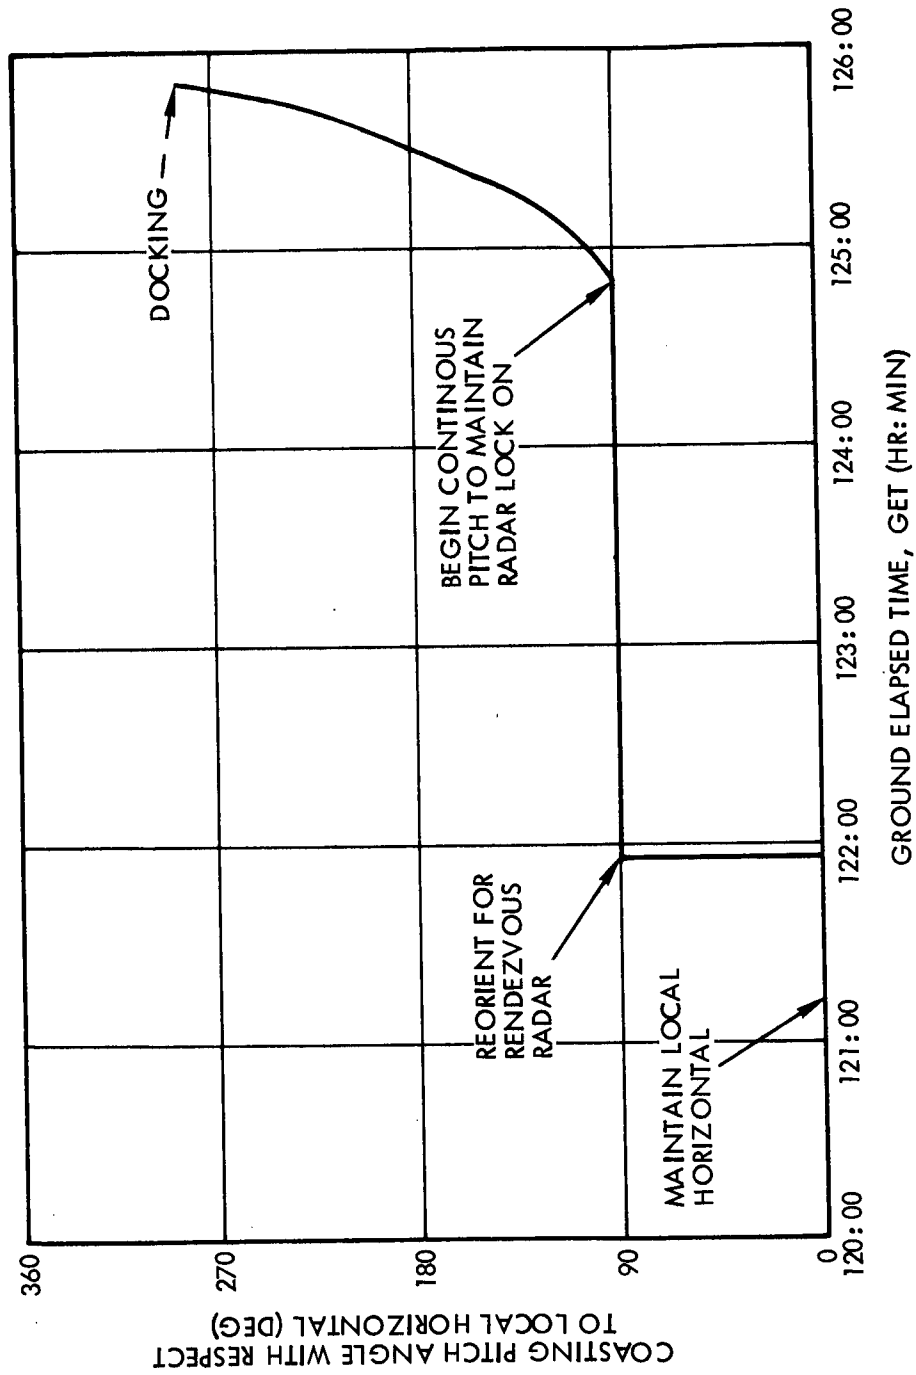 COASTING PITCH ANGLE WITH RESPECT
TO LOCAL HORIZONTAL (DEG)
360
270
180
90
0
DOCKING
BEGIN CONTINOUS
PITCH TO MAINTAIN
RADAR LOCK ON
REORIENT FOR
RENDEZVOUS
RADAR
MAINTAIN LOCAL
HORIZONTAL
120:00
121:00
122:00
123:00
124:00
125:00
126:00
GROUND ELAPSED TIME, GET (HR:MIN)